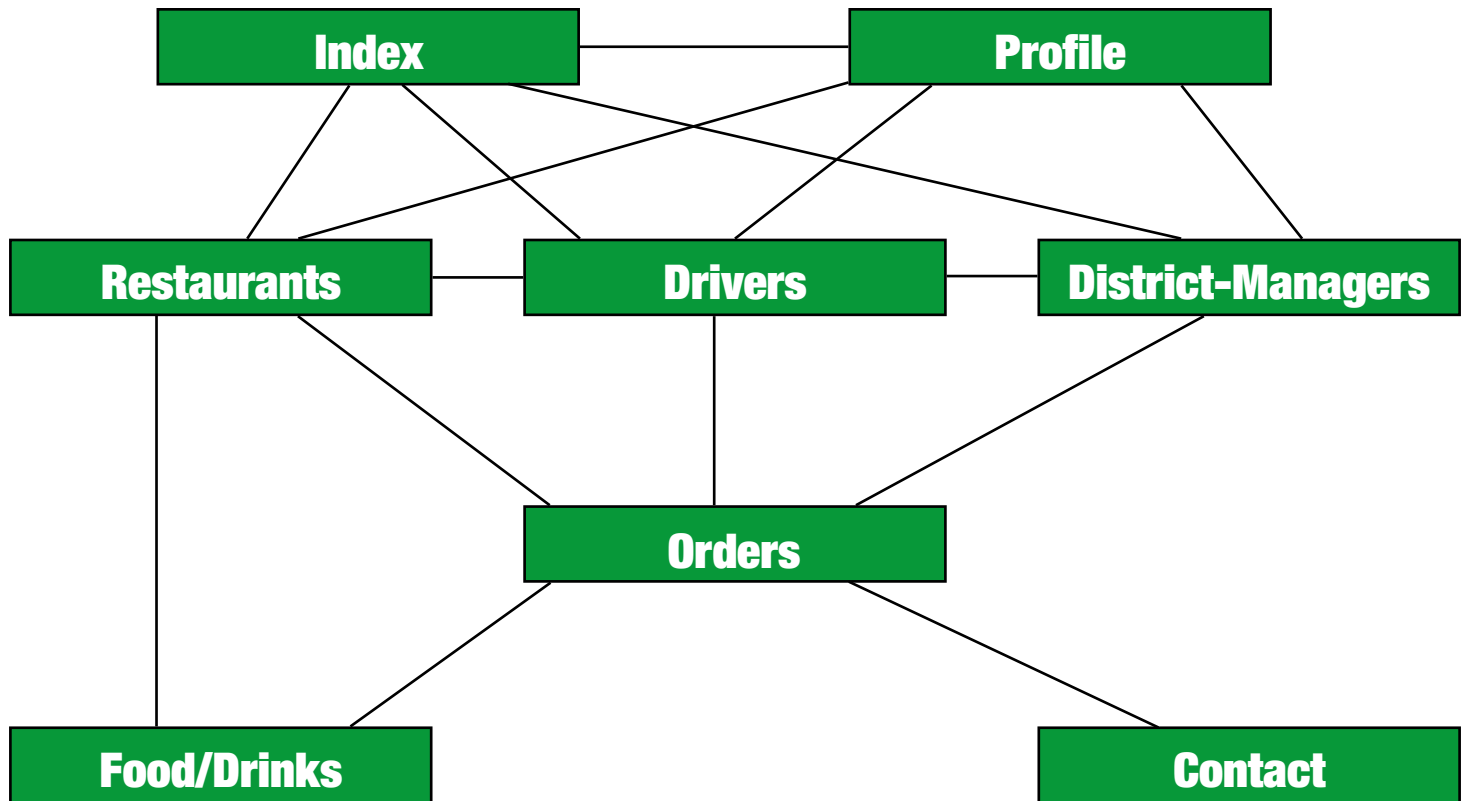 Index
Profile
Restaurants
Drivers
District-Managers
Orders
Food/Drinks
Contact